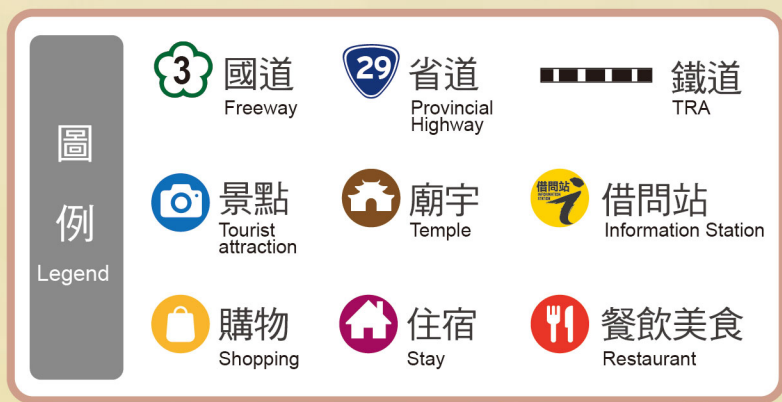 圖
例
Legend
3
國道
Freeway
29
省道
Provincial
Highway
鐵道
TRA
景點
Tourist
attraction
廟宇
Temple
借問站
INFORMATION
STATION
i
借問站
Information Station
購物
Shopping
住宿
Stay
餐飲美食
Restaurant